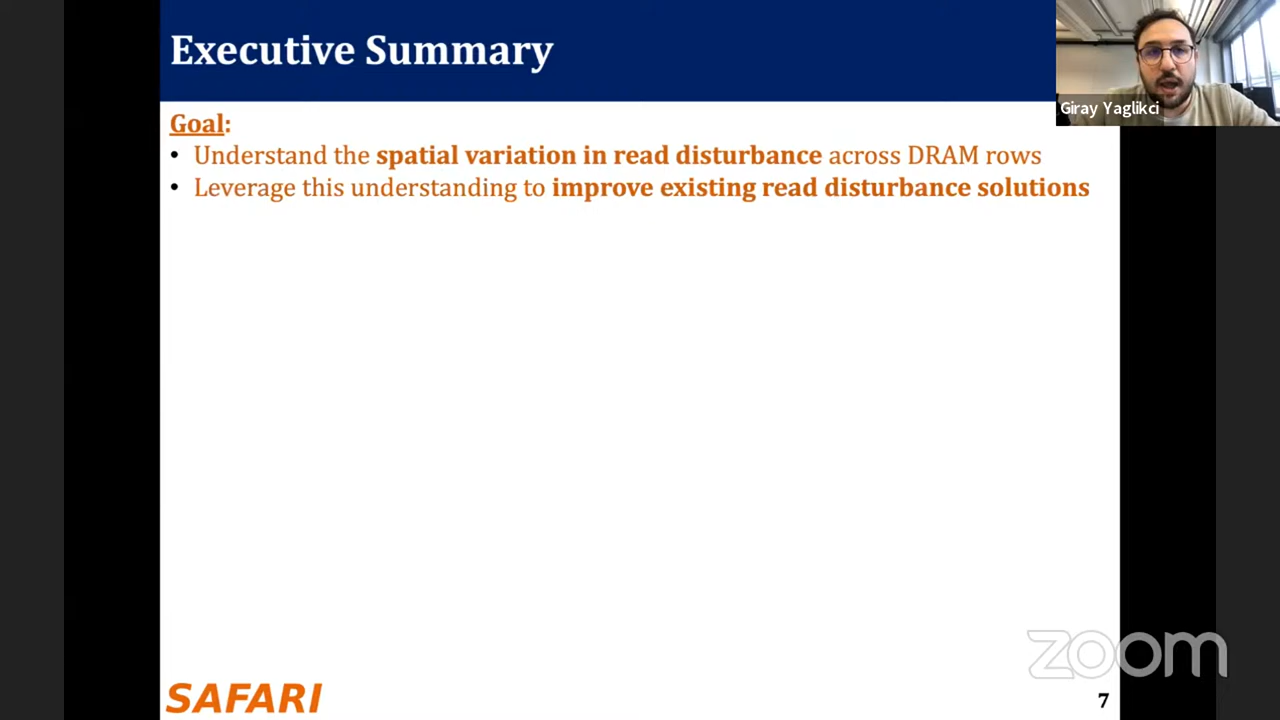 Executive Summary
Giray Yaglikci
Goal:
• Understand the spatial variation in read disturbance across DRAM rows
• Leverage this understanding to improve existing read disturbance solutions
zoom
SAFARI
7